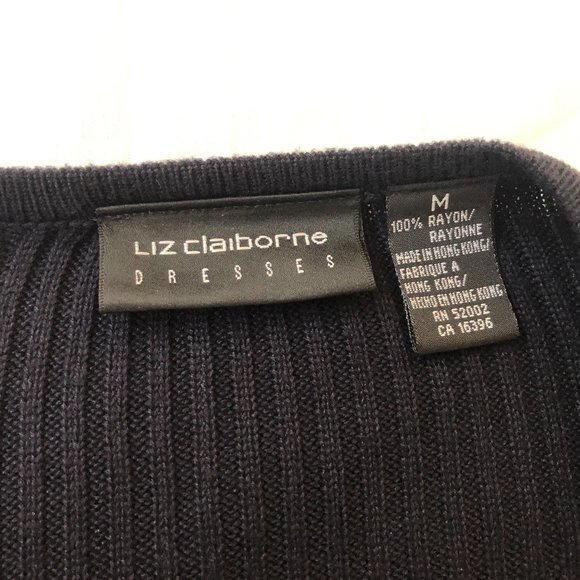 Liz claiborne
DRESSES
M
100% RAYON/
RAYONNE
MADE IN HONG KONG/
FABRIQUE A
HONG KONG/
HECHO EN HONG KONG
RN 52002
CA 16396